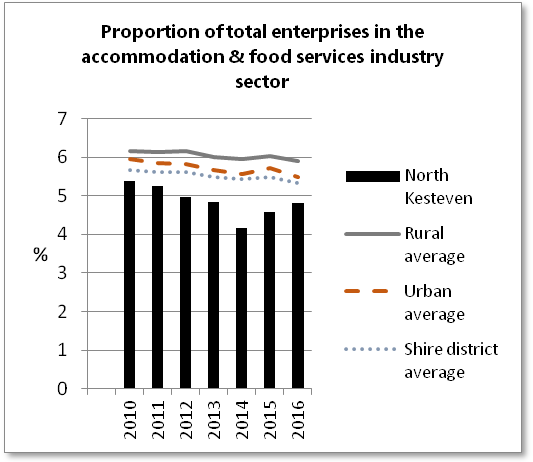 Proportion of total enterprises in the
accommodation & food services industry
sector
7
6
5
4
3
2
1
0
%
2010
2011
2012
2013
2014
2015
2016
North
Kesteven
Rural
average
Urban
average
Shire district
average